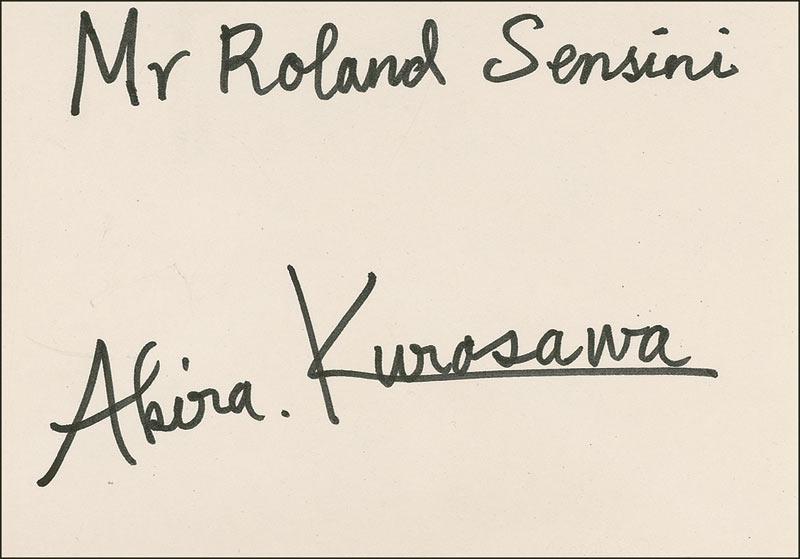 Mr Roland Sensini
Akira. Kurosawa